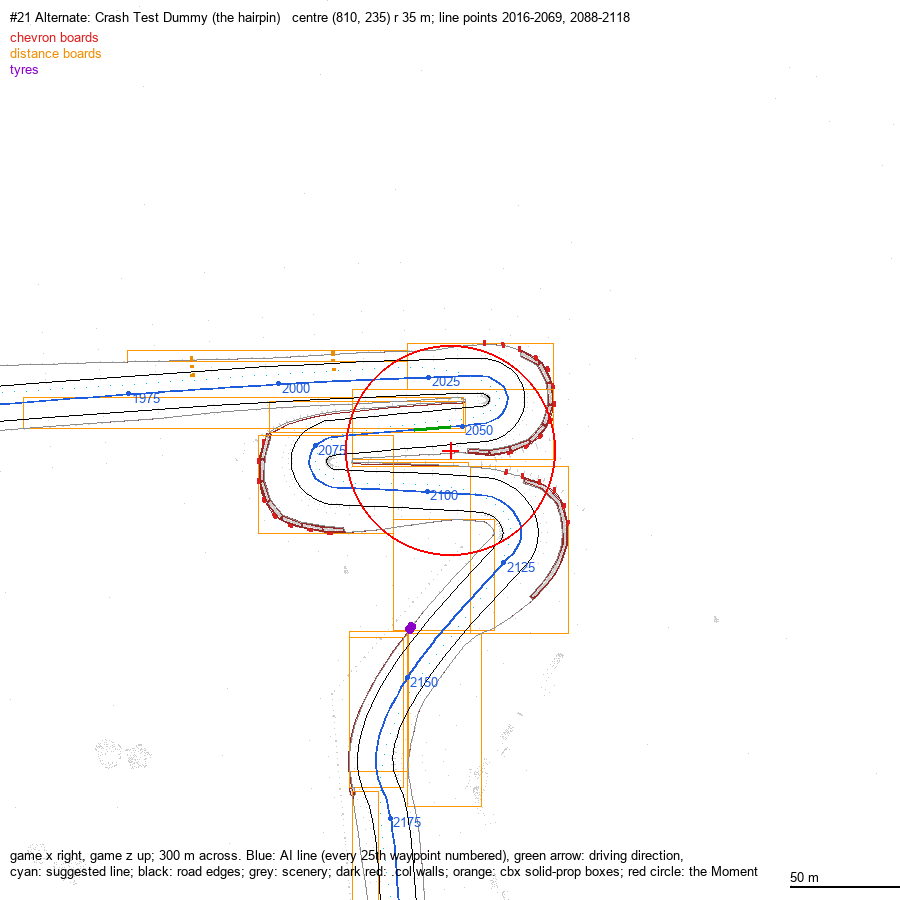 #21 Alternate: Crash Test Dummy (the hairpin)   centre (810, 235) r 35 m; line points 2016-2069, 2088-2118
chevron boards
distance boards
tyres
2025
2000
1975
2050
2075
2100
2125
2150
2175
game x right, game z up; 300 m across. Blue: AI line (every 25th waypoint numbered), green arrow: driving direction,
cyan: suggested line; black: road edges; grey: scenery; dark red: .col walls; orange: cbx solid-prop boxes; red circle: the Moment
50 m